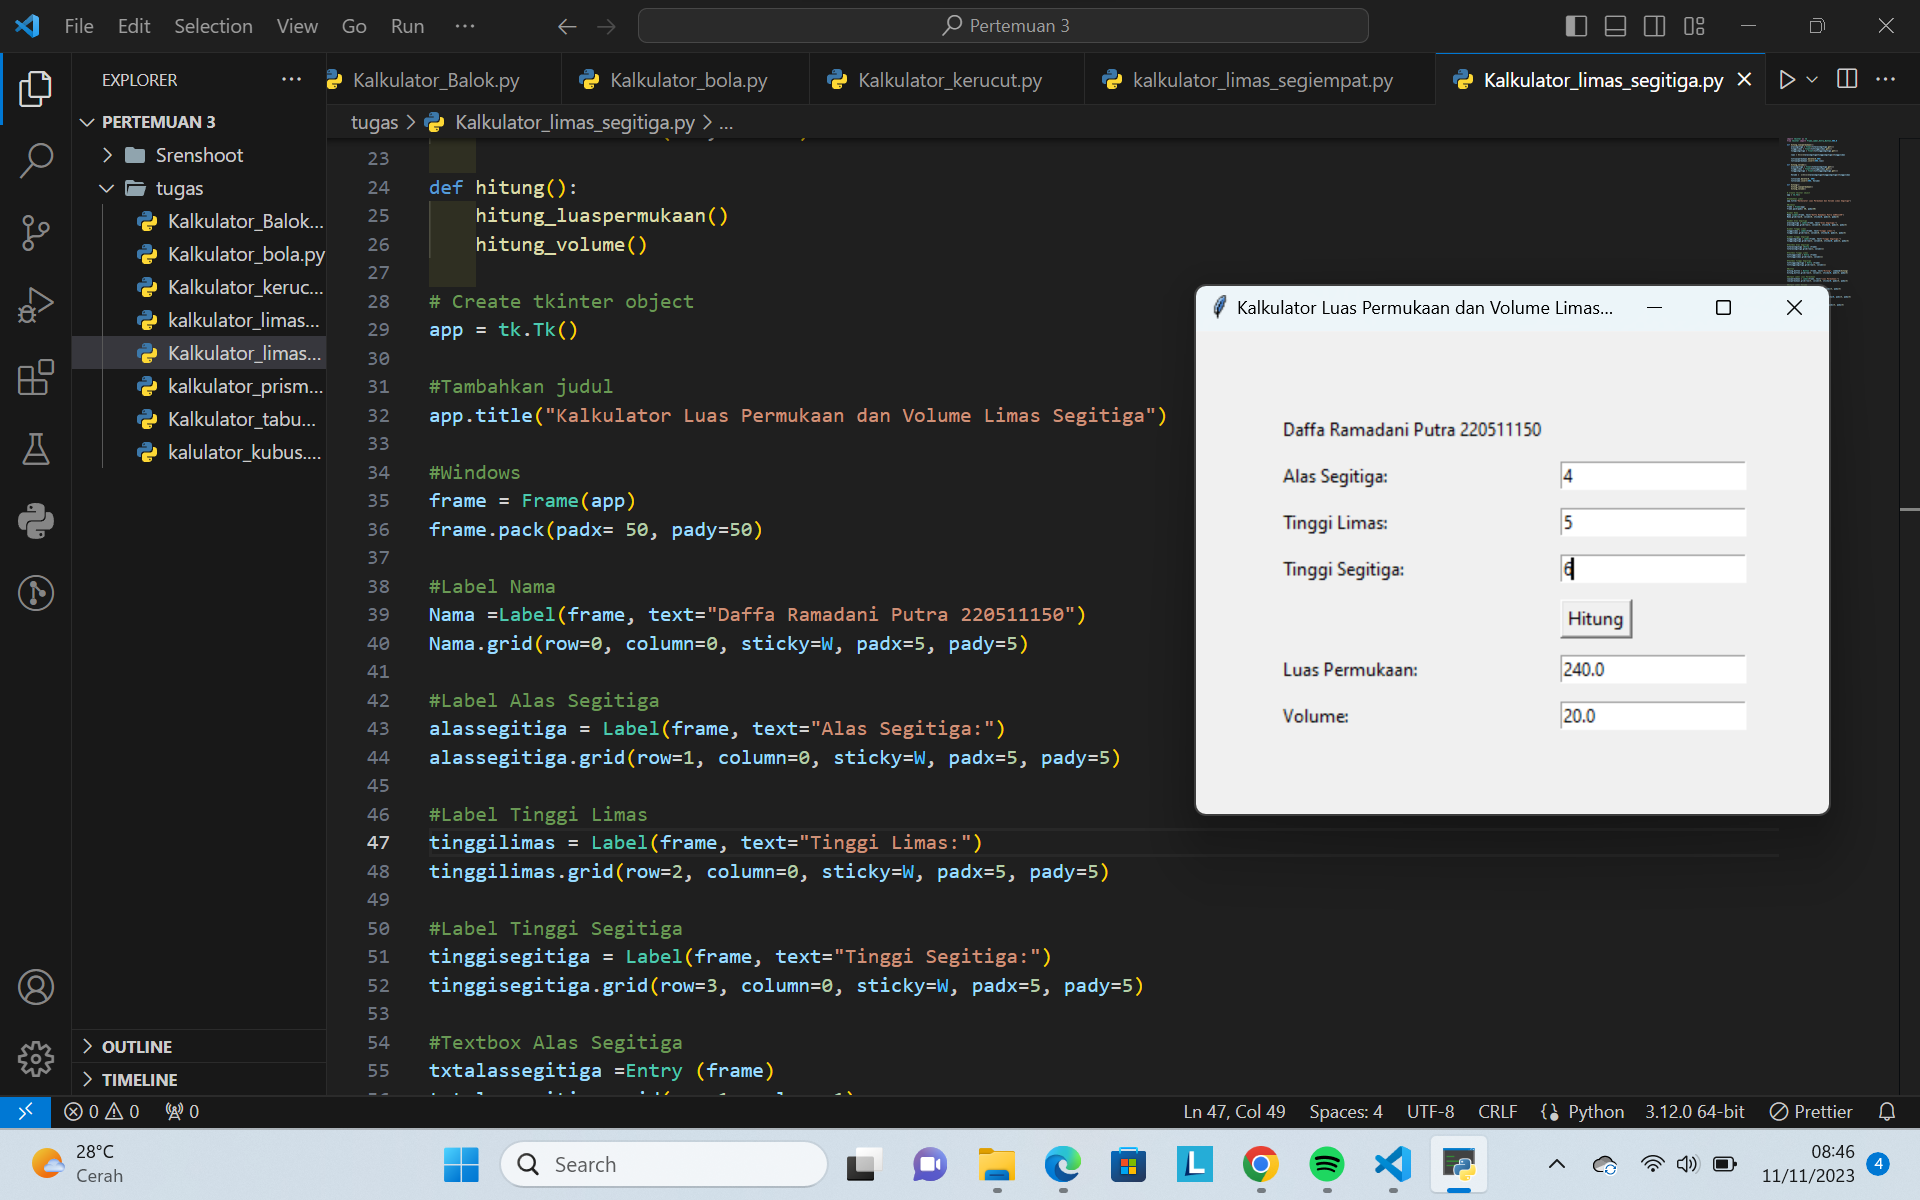 File Edit Selection View Go Run ···
Pertemuan 3
EXPLORER
PERTEMUAN 3
Srenshoot
tugas
Kalkulator_Balok...
Kalkulator_bola.py
Kalkulator_keruc...
kalkulator_limas...
Kalkulator_limas...
kalkulator_prism...
Kalkulator_tabu...
kalulator_kubus....
OUTLINE
TIMELINE
Kalkulator_Balok.py Kalkulator_bola.py Kalkulator_kerucut.py kalkulator_limas_segiempat.py Kalkulator_limas_segitiga.py
tugas > Kalkulator_limas_segitiga.py > ...
23
24 def hitung():
25 hitung_luaspermukaan()
26 hitung_volume()
27
28 # Create tkinter object
29 app = tk.Tk()
30
31 #Tambahkan judul
32 app.title("Kalkulator Luas Permukaan dan Volume Limas Segitiga")
33
34 #Windows
35 frame = Frame(app)
36 frame.pack(padx= 50, pady=50)
37
38 #Label Nama
39 Nama =Label(frame, text="Daffa Ramadani Putra 220511150")
40 Nama.grid(row=0, column=0, sticky=W, padx=5, pady=5)
41
42 #Label Alas Segitiga
43 alassegitiga = Label(frame, text="Alas Segitiga:")
44 alassegitiga.grid(row=1, column=0, sticky=W, padx=5, pady=5)
45
46 #Label Tinggi Limas
47 tinggilimas = Label(frame, text="Tinggi Limas:")
48 tinggilimas.grid(row=2, column=0, sticky=W, padx=5, pady=5)
49
50 #Label Tinggi Segitiga
51 tinggisegitiga = Label(frame, text="Tinggi Segitiga:")
52 tinggisegitiga.grid(row=3, column=0, sticky=W, padx=5, pady=5)
53
54 #Textbox Alas Segitiga
55 txtalassegitiga =Entry (frame)
Kalkulator Luas Permukaan dan Volume Limas...
Daffa Ramadani Putra 220511150
Alas Segitiga: 4
Tinggi Limas: 5
Tinggi Segitiga: 6
Hitung
Luas Permukaan: 240.0
Volume: 20.0
0 0 0
Ln 47, Col 49 Spaces: 4 UTF-8 CRLF Python 3.12.0 64-bit Prettier
28°C
Cerah
Search
08:46
11/11/2023
4